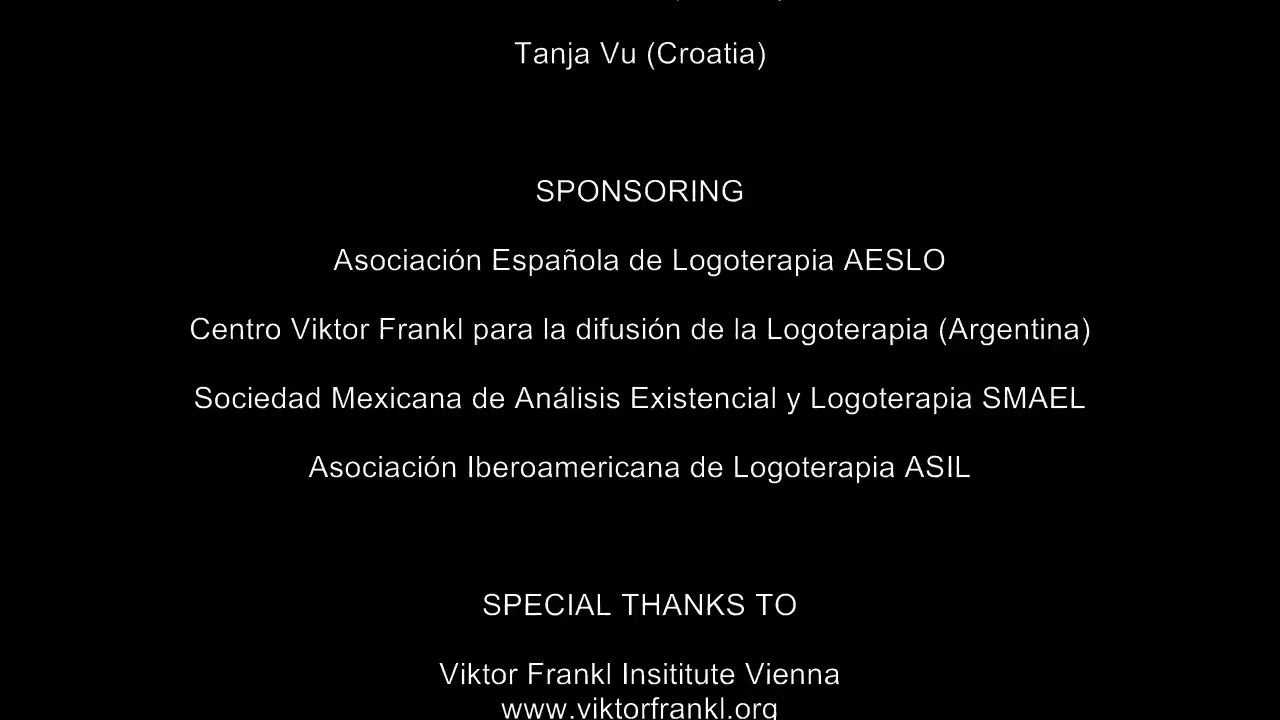 Tanja Vu (Croatia)
SPONSORING
Asociación Española de Logoterapia AESLO
Centro Viktor Frankl para la difusión de la Logoterapia (Argentina)
Sociedad Mexicana de Análisis Existencial y Logoterapia SMAEL
Asociación Iberoamericana de Logoterapia ASIL
SPECIAL THANKS TO
Viktor Frankl Insititute Vienna
www.viktorfrankl.org